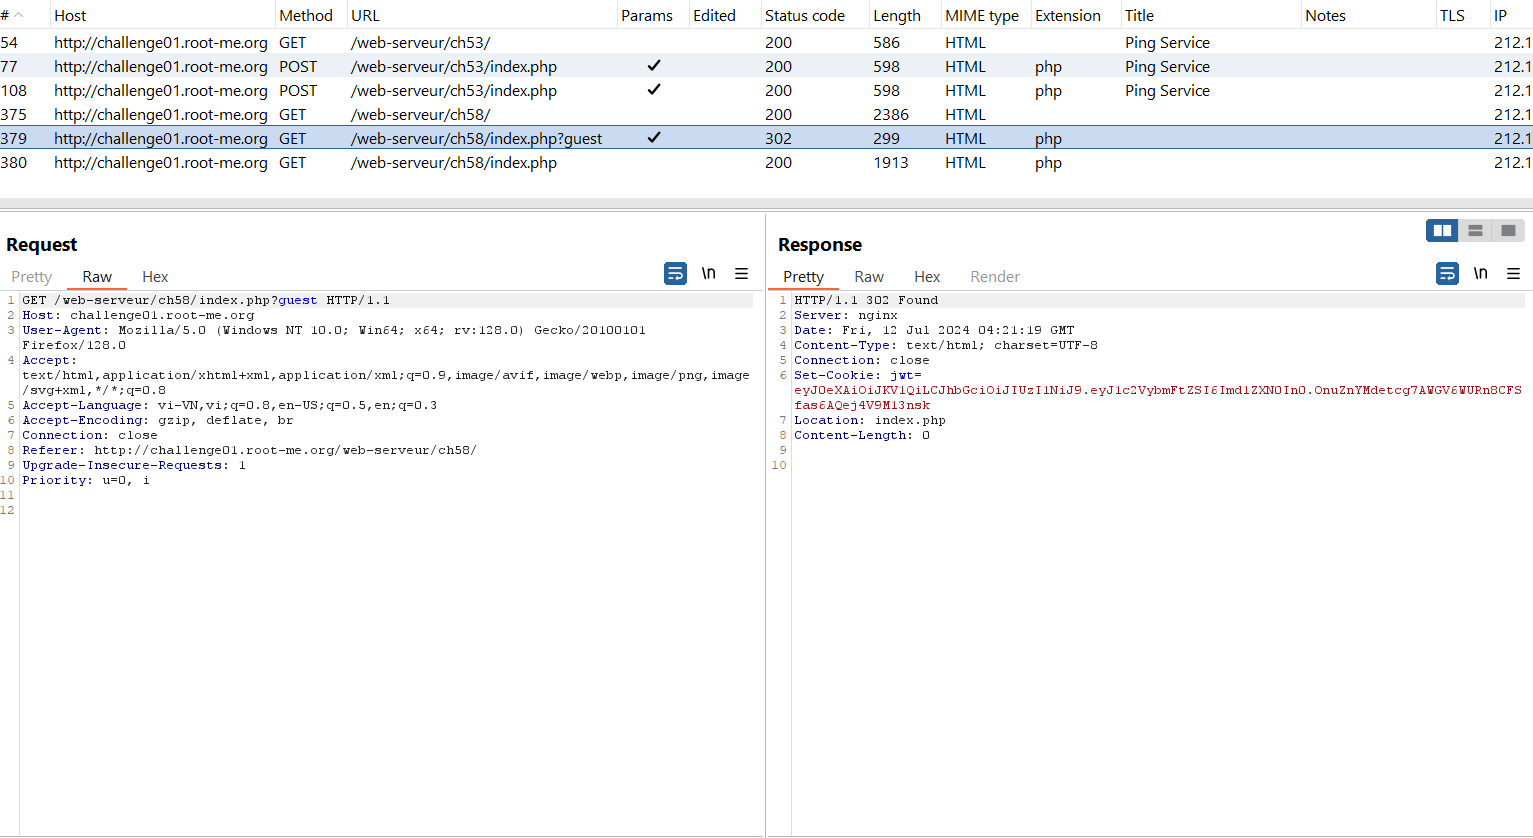 # Host Method URL Params Edited Status code Length MIME type Extension Title Notes TLS IP
54 http://challenge01.root-me.org GET /web-serveur/ch53/ 200 586 HTML Ping Service 212.1
77 http://challenge01.root-me.org POST /web-serveur/ch53/index.php ✓ 200 598 HTML php Ping Service 212.1
108 http://challenge01.root-me.org POST /web-serveur/ch53/index.php ✓ 200 598 HTML php Ping Service 212.1
375 http://challenge01.root-me.org GET /web-serveur/ch58/ 200 2386 HTML 212.1
379 http://challenge01.root-me.org GET /web-serveur/ch58/index.php?guest ✓ 302 299 HTML php 212.1
380 http://challenge01.root-me.org GET /web-serveur/ch58/index.php 200 1913 HTML php 212.1
Request
Pretty Raw Hex \n
1 GET /web-serveur/ch58/index.php?guest HTTP/1.1
2 Host: challenge01.root-me.org
3 User-Agent: Mozilla/5.0 (Windows NT 10.0; Win64; x64; rv:128.0) Gecko/20100101
Firefox/128.0
4 Accept:
text/html,application/xhtml+xml,application/xml;q=0.9,image/avif,image/webp,image/png,image
/svg+xml,*/*;q=0.8
5 Accept-Language: vi-VN,vi;q=0.8,en-US;q=0.5,en;q=0.3
6 Accept-Encoding: gzip, deflate, br
7 Connection: close
8 Referer: http://challenge01.root-me.org/web-serveur/ch58/
9 Upgrade-Insecure-Requests: 1
10 Priority: u=0, i
11
12
Response
Pretty Raw Hex Render \n
1 HTTP/1.1 302 Found
2 Server: nginx
3 Date: Fri, 12 Jul 2024 04:21:19 GMT
4 Content-Type: text/html; charset=UTF-8
5 Connection: close
6 Set-Cookie: jwt=
eyJ0eXAiOiJKV1QiLCJhbGciOiJIUzI1NiJ9.eyJ1c2VybmFtZSI6Imd1ZXN0In0.OnuZnYMdetcg7AWGV6WURn8CFS
fas6AQej4V9M13nsk
7 Location: index.php
8 Content-Length: 0
9
10